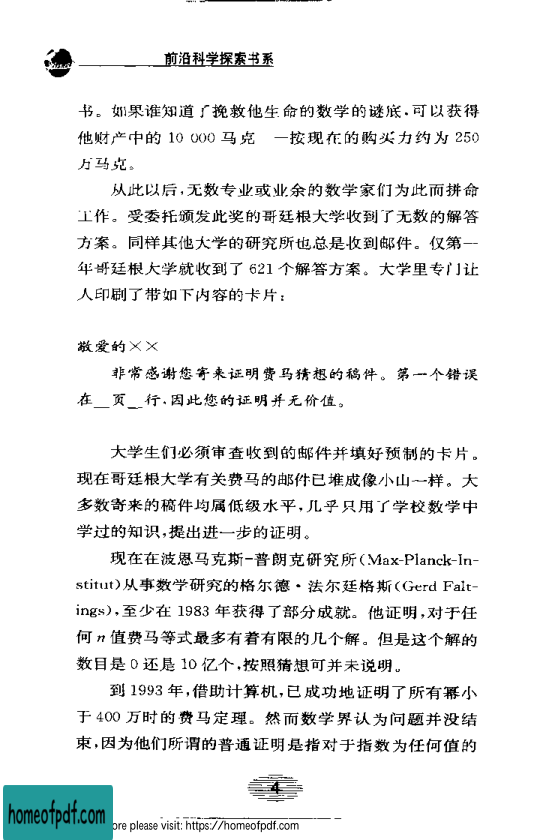 前沿科学探索书系
书。如果谁知道了挽救他生命的数学的谜底,可以获得
他财产中的 10 000 马克 一按现在的购买力约为 250
万马克。
从此以后,无数专业或业余的数学家们为此而拼命
工作。受委托颁发此奖的哥廷根大学收到了无数的解答
方案。同样其他大学的研究所也总是收到邮件。仅第一
年哥廷根大学就收到了 621 个解答方案。大学里专门让
人印刷了带如下内容的卡片:
敬爱的××
非常感谢您寄来证明费马猜想的稿件。第一个错误
在__页__行,因此您的证明并无价值。
大学生们必须审查收到的邮件并填好预制的卡片。
现在哥廷根大学有关费马的邮件已堆成像小山一样。大
多数寄来的稿件均属低级水平,几乎只用了学校数学中
学过的知识,提出进一步的证明。
现在在波恩马克斯-普朗克研究所(Max-Planck-In-
stitut)从事数学研究的格尔德·法尔廷格斯(Gerd Falt-
ings),至少在 1983 年获得了部分成就。他证明,对于任
何 n 值费马等式最多有着有限的几个解。但是这个解的
数目是 0 还是 10 亿个,按照猜想可并未说明。
到 1993 年,借助计算机,已成功地证明了所有幂小
于 400 万时的费马定理。然而数学界认为问题并没结
束,因为他们所谓的普通证明是指对于指数为任何值的
4
homeofpdf.com
ore please visit: https://homeofpdf.com